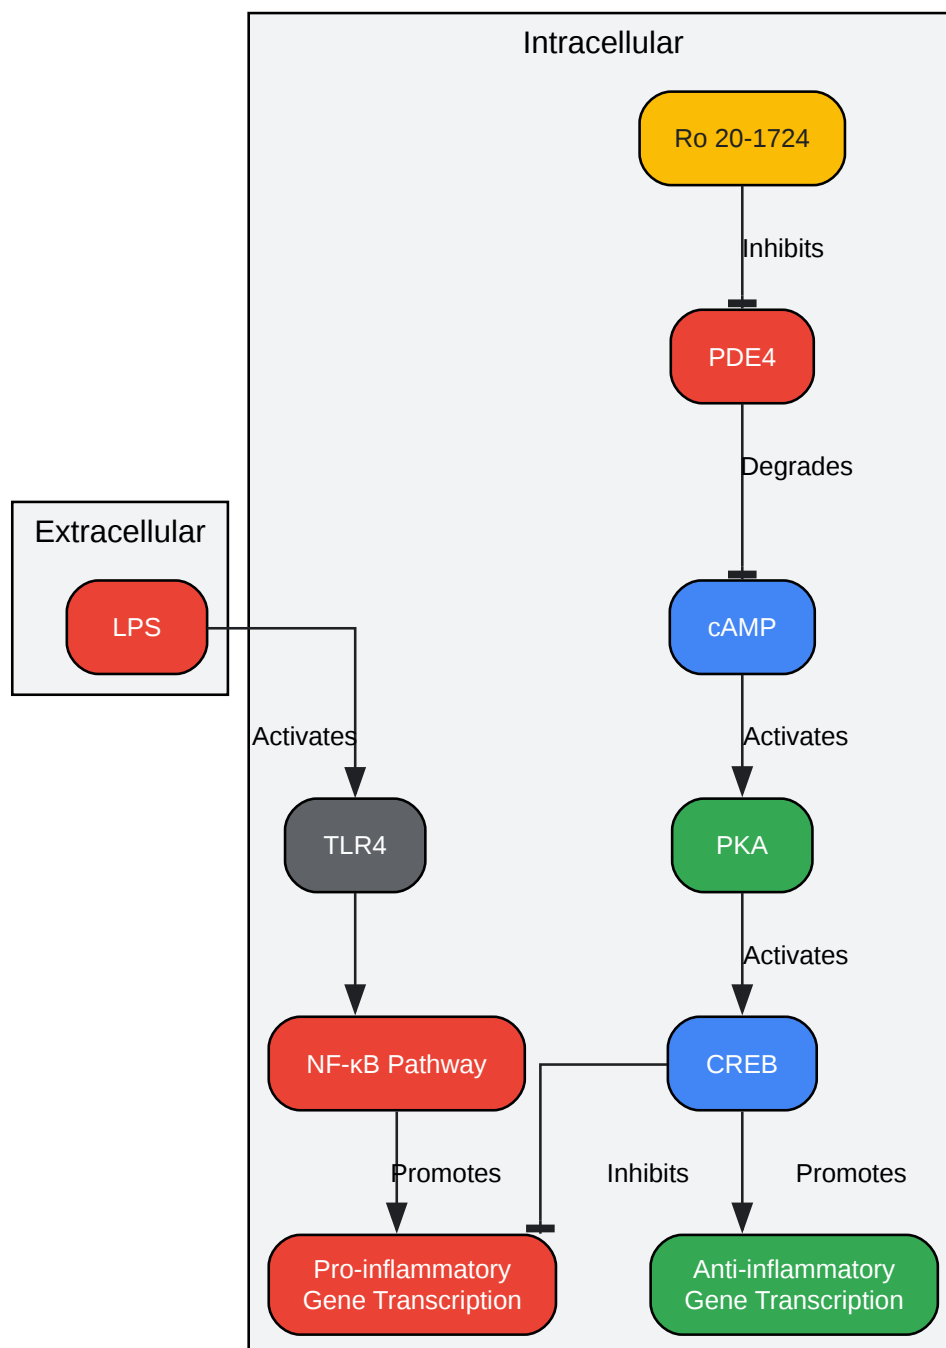 Intracellular
Ro 20-1724
Inhibits
PDE4
Degrades
Extracellular
LPS
cAMP
Activates
Activates
TLR4
PKA
Activates
NF-κB Pathway
CREB
Promotes
Inhibits
Promotes
Pro-inflammatory
Gene Transcription
Anti-inflammatory
Gene Transcription